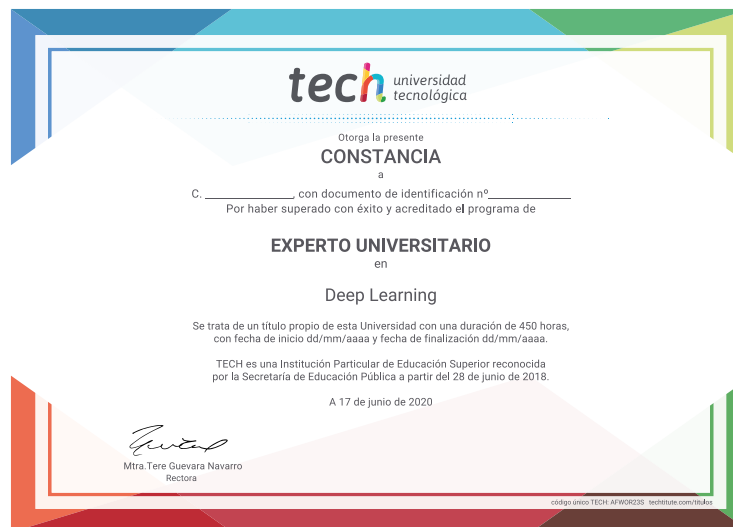 tech universidad
tecnológica
Otorga la presente
CONSTANCIA
a
C. ______________, con documento de identificación nº______________
Por haber superado con éxito y acreditado el programa de
EXPERTO UNIVERSITARIO
en
Deep Learning
Se trata de un título propio de esta Universidad con una duración de 450 horas,
con fecha de inicio dd/mm/aaaa y fecha de finalización dd/mm/aaaa.
TECH es una Institución Particular de Educación Superior reconocida
por la Secretaría de Educación Pública a partir del 28 de junio de 2018.
A 17 de junio de 2020
Mtra.Tere Guevara Navarro
Rectora
código único TECH: AFWOR23S techtitute.com/titulos